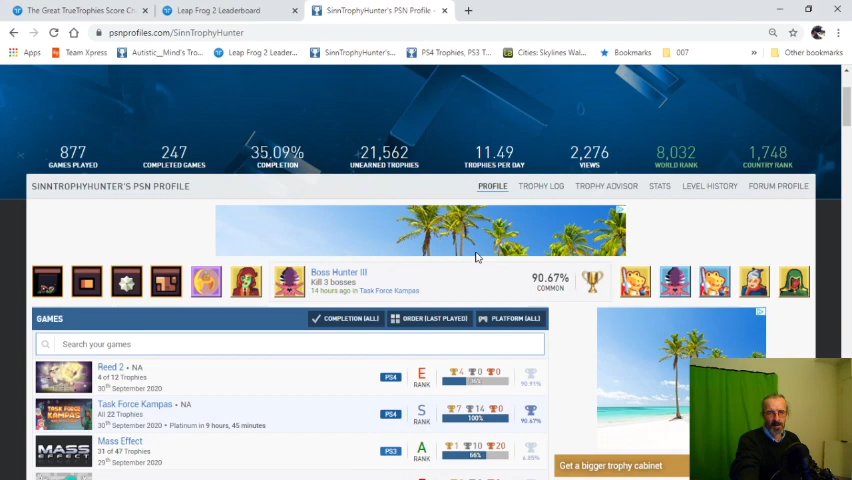 The Great TrueTrophies Score Ch
Leap Frog 2 Leaderboard
SinnTrophyHunter's PSN Profile
psnprofiles.com/SinnTrophyHunter
Apps
Team Xpress
Autistic_Mind's Tro...
Leap Frog 2 Leader...
SinnTrophyHunter's...
PS4 Trophies, PS3 T...
Cities: Skylines Wal...
Bookmarks
007
Other bookmarks
877 247 35.09% 21,562 11.49 2,276 8,032 1,748
GAMES PLAYED COMPLETED GAMES COMPLETION UNEARNED TROPHIES TROPHIES PER DAY VIEWS WORLD RANK COUNTRY RANK
SINNTROPHYHUNTER'S PSN PROFILE PROFILE TROPHY LOG TROPHY ADVISOR STATS LEVEL HISTORY FORUM PROFILE
Boss Hunter III
Kill 3 bosses
14 hours ago in Task Force Kampas
90.67%
COMMON
GAMES COMPLETION (ALL) ORDER (LAST PLAYED) PLATFORM (ALL)
Search your games
Reed 2 • NA
4 of 12 Trophies
30th September 2020
PS4
E
RANK
4 0 0
36%
90.91%
Task Force Kampas • NA
All 22 Trophies
30th September 2020 • Platinum in 9 hours, 45 minutes
PS4
S
RANK
7 14 0
100%
90.67%
Mass Effect
31 of 47 Trophies
29th September 2020
PS3
A
RANK
1 10 20
66%
Get a bigger trophy cabinet